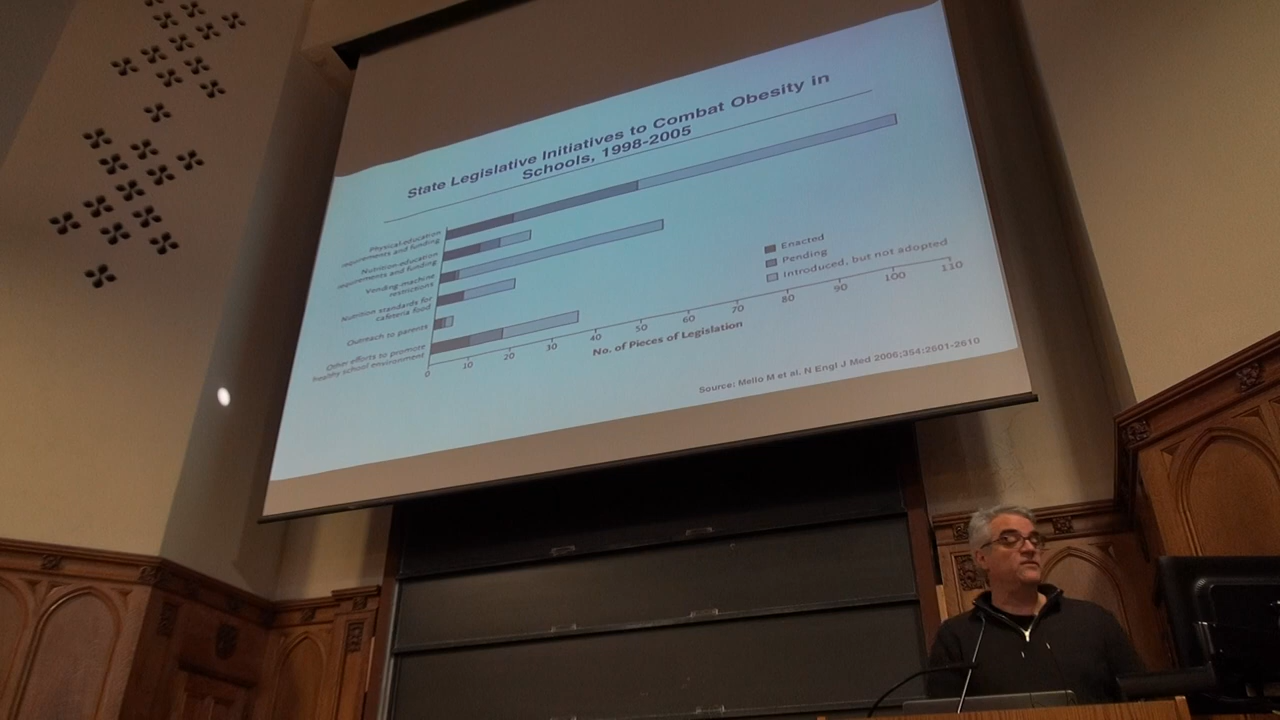 State Legislative Initiatives to Combat Obesity in
Schools, 1998-2005
Physical-education
requirements and funding
Nutrition-education
requirements and funding
Vending-machine
restrictions
Nutrition standards for
cafeteria food
Outreach to parents
Other efforts to promote
healthy school environment
Enacted
Pending
Introduced, but not adopted
0 10 20 30 40 50 60 70 80 90 100 110
No. of Pieces of Legislation
Source: Mello M et al. N Engl J Med 2006;354:2601-2610